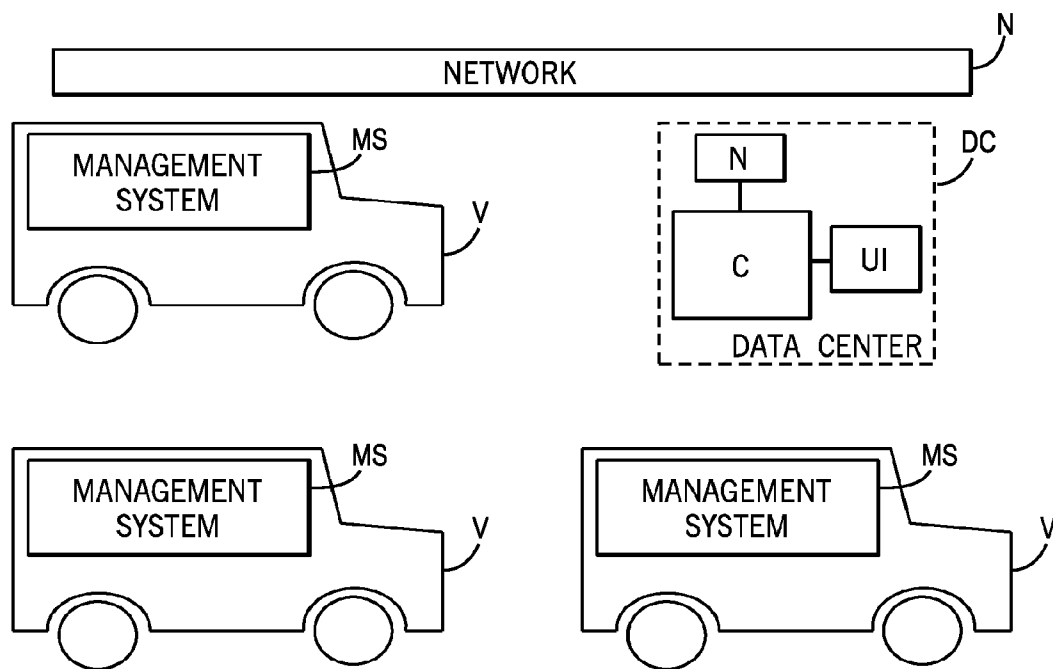 N
NETWORK
MS
MANAGEMENT
SYSTEM
V
DC
N
C
UI
DATA CENTER
MS
MANAGEMENT
SYSTEM
V
MS
MANAGEMENT
SYSTEM
V